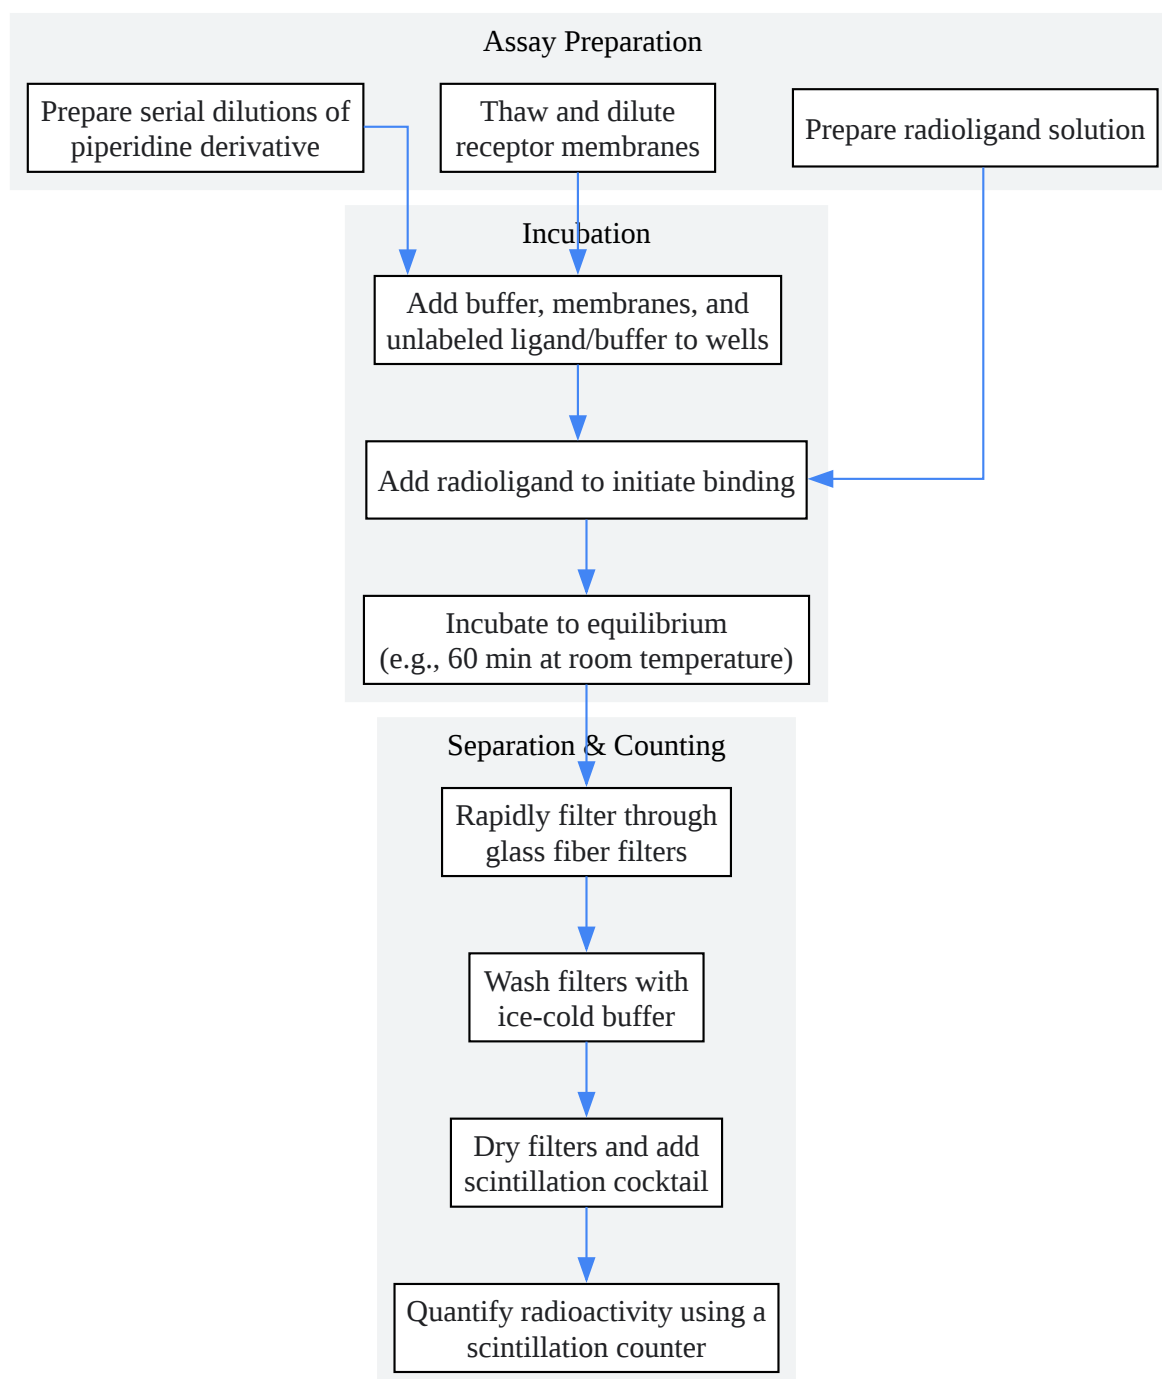 Assay Preparation
Prepare serial dilutions of
piperidine derivative
Thaw and dilute
receptor membranes
Prepare radioligand solution
Incubation
Add buffer, membranes, and
unlabeled ligand/buffer to wells
Add radioligand to initiate binding
Incubate to equilibrium
(e.g., 60 min at room temperature)
Separation & Counting
Rapidly filter through
glass fiber filters
Wash filters with
ice-cold buffer
Dry filters and add
scintillation cocktail
Quantify radioactivity using a
scintillation counter